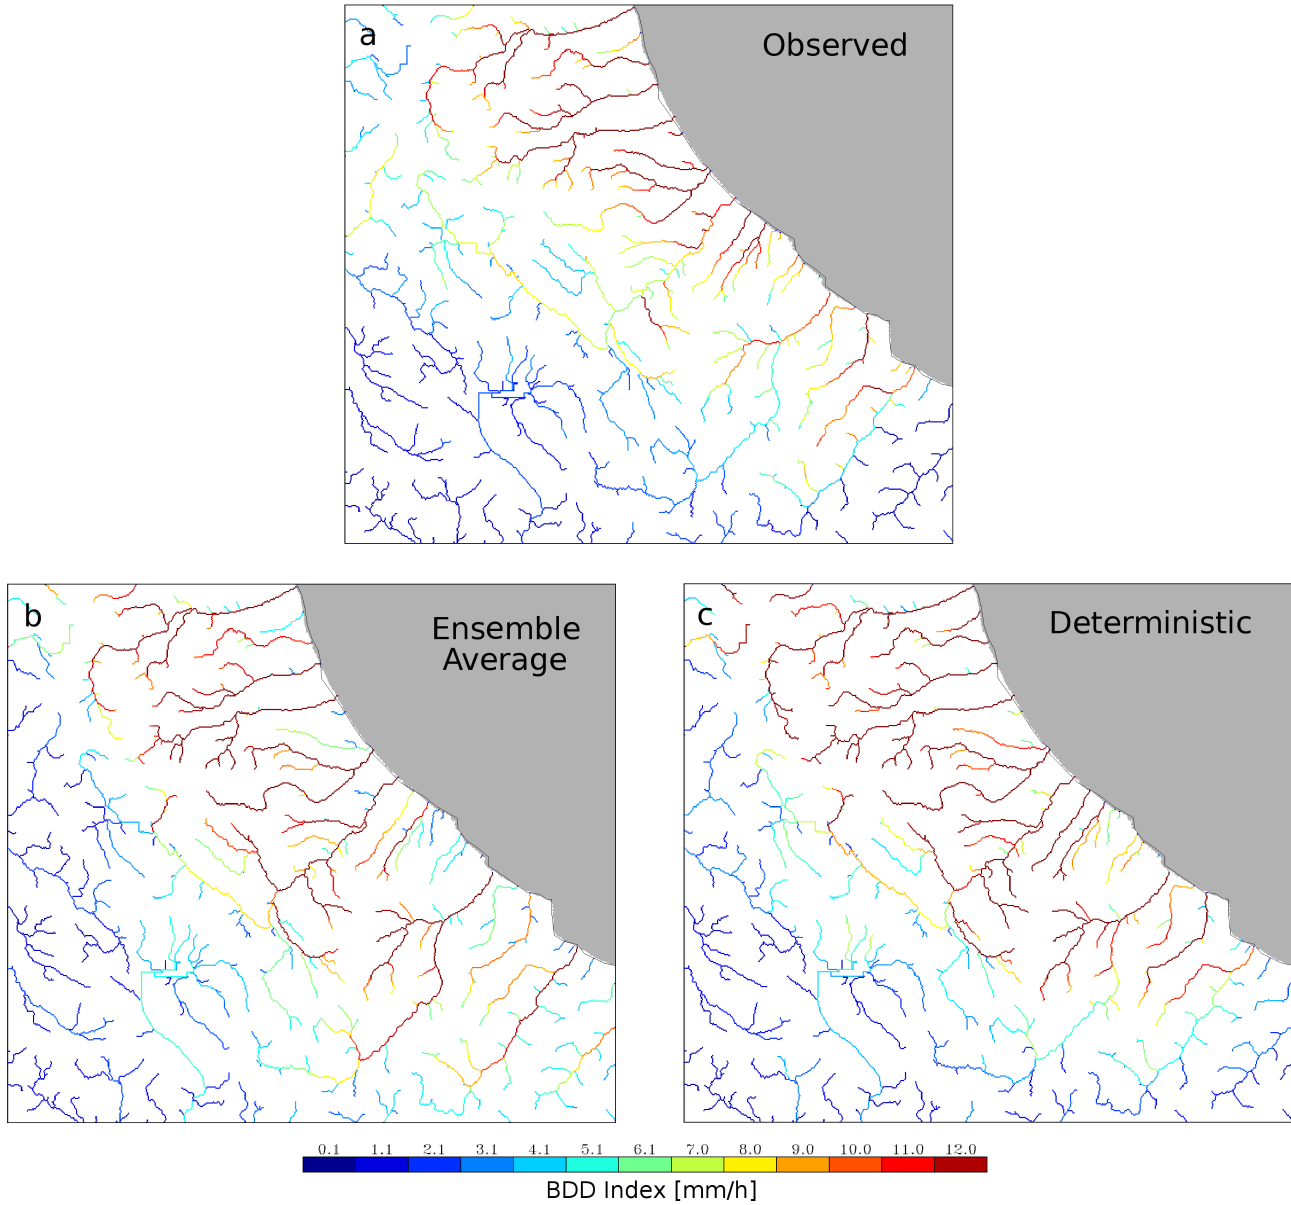 a
Observed
b
Ensemble
Average
c
Deterministic
0.1 1.1 2.1 3.1 4.1 5.1 6.1 7.0 8.0 9.0 10.0 11.0 12.0
BDD Index [mm/h]